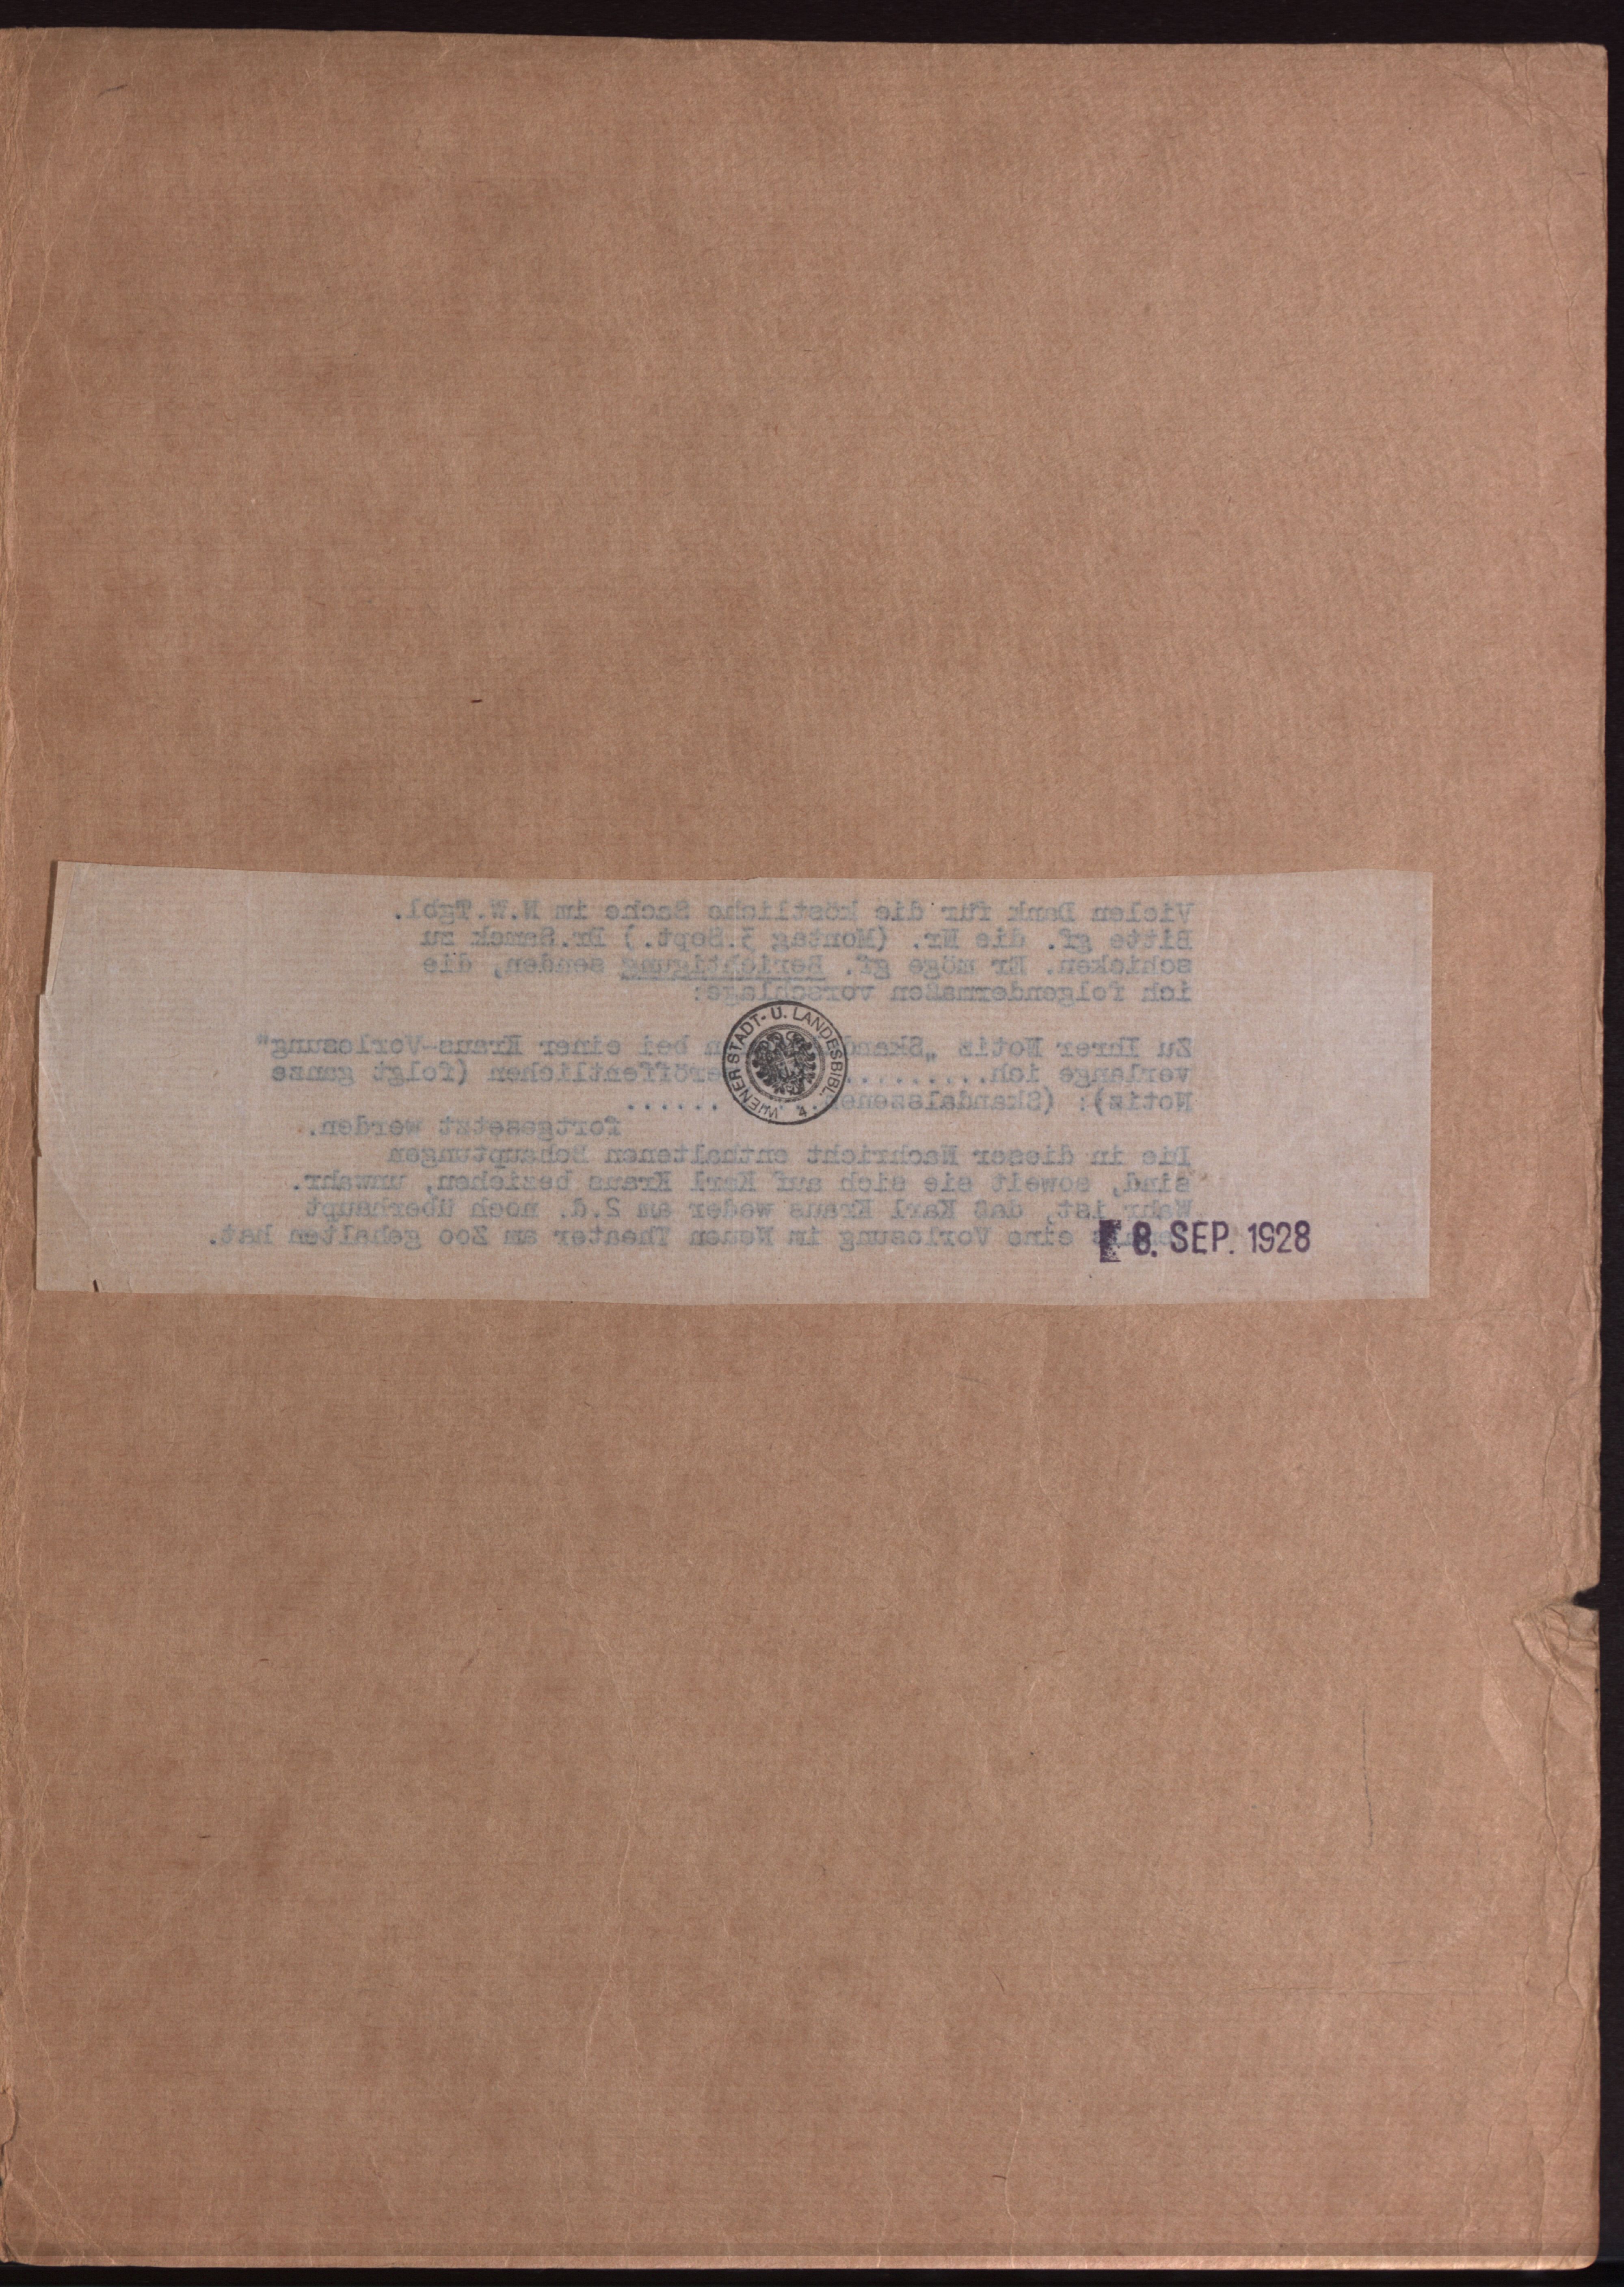 Vielen Dank für die köstliche Sache im N.W.Tgbl.
Bitte gf. die Nr. (Montag 3.Sept.) Dr.Samek zu
schicken. Er möge gf. Berichtigung senden, die
ich folgendermaßen vorschlage:
Zu Ihrer Notiz „ bei einer Kraus-Vorlesung"
verlange ich......... (folgt ganze
Notiz): ......
fortgesetzt werden.
Die in dieser Nachricht enthaltenen Behauptungen
sind, soweit sie sich auf Karl Kraus beziehen, unwahr.
Wahr ist, daß Karl Kraus weder am 2.d. noch überhaupt
eine Vorlesung im Neuen Theater am Zoo gehalten hat.
WIENER STADT- U. LANDESBIBL.
8. SEP. 1928